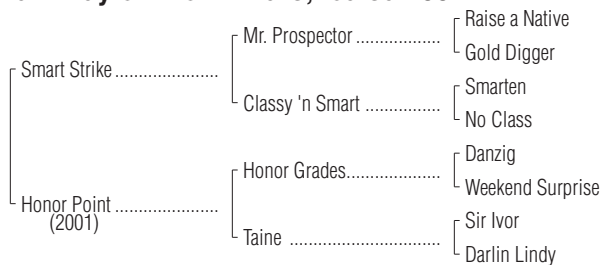 Raise a Native
Mr. Prospector
Gold Digger
Smart Strike
Smarten
Classy 'n Smart
No Class
Danzig
Honor Grades
Weekend Surprise
Honor Point
(2001)
Sir Ivor
Taine
Darlin Lindy